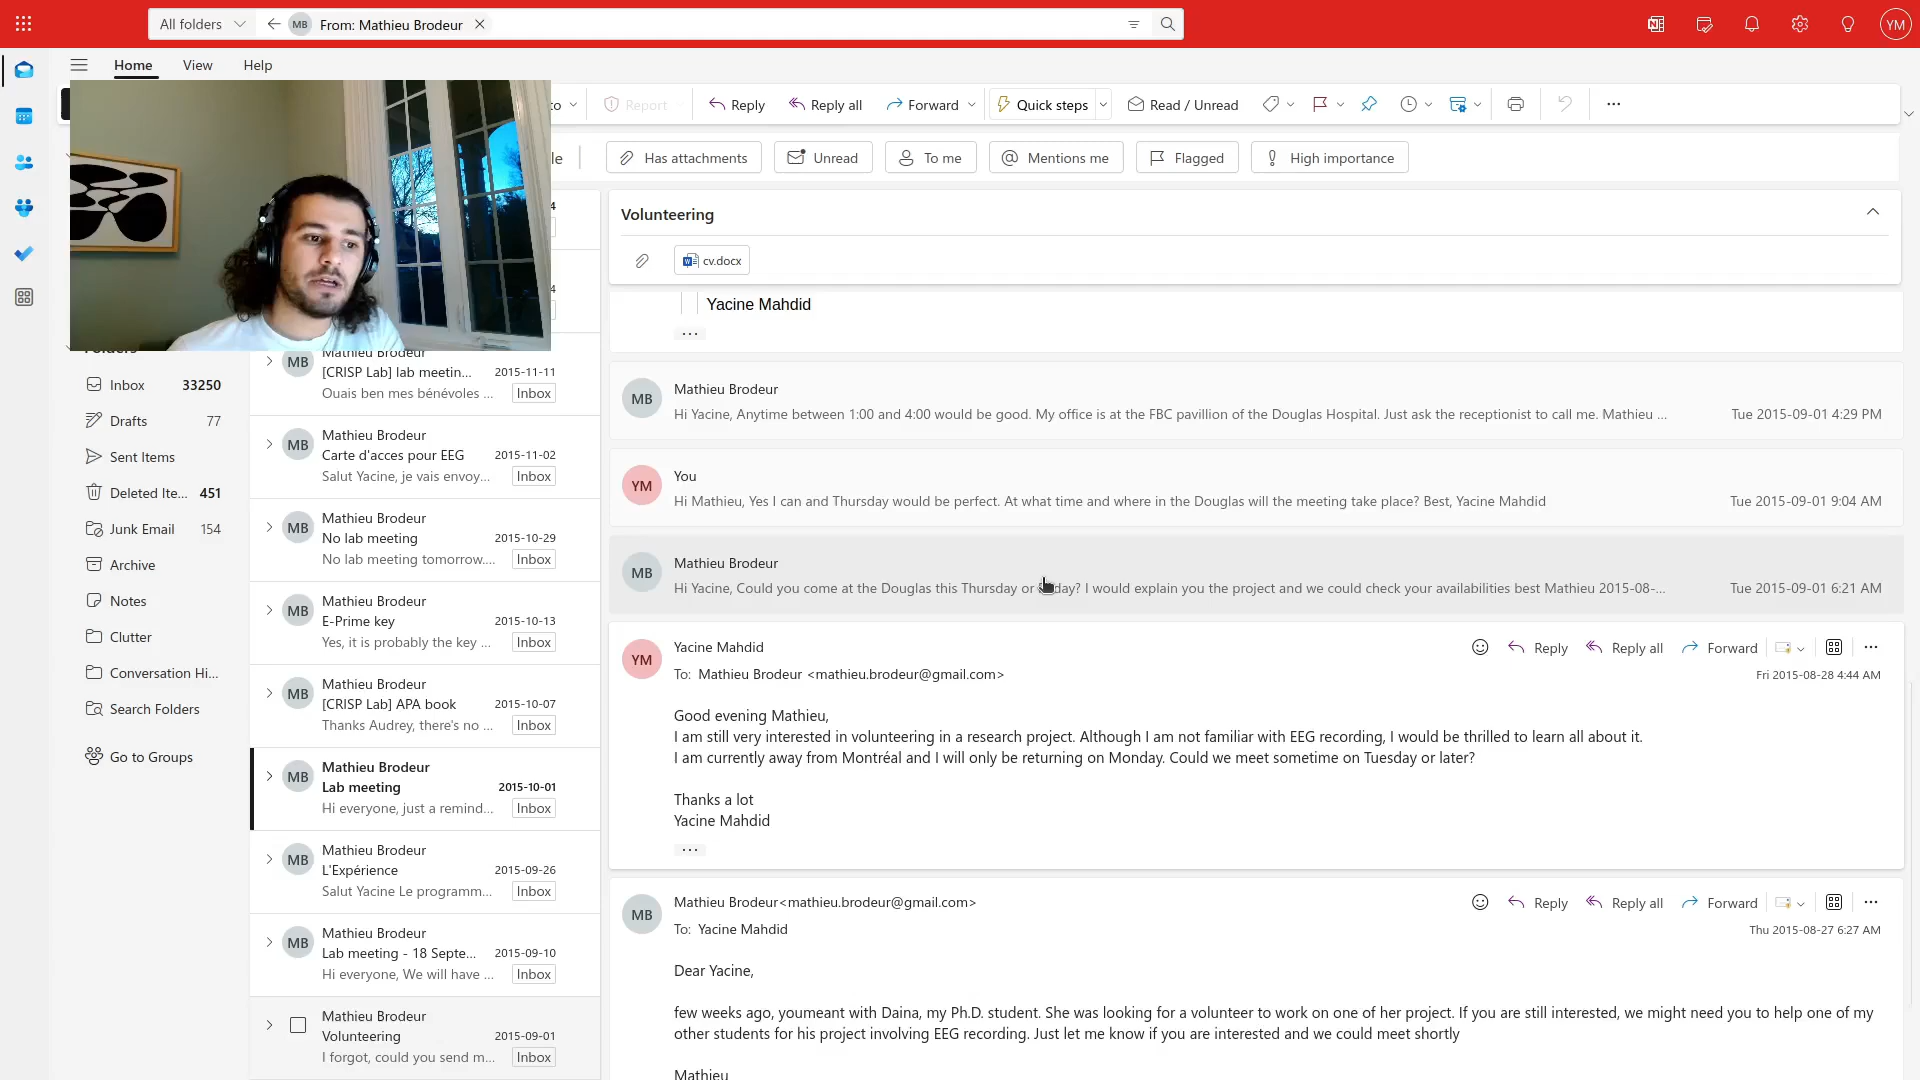 All folders
MB From: Mathieu Brodeur
YM
Home View Help
Report
Reply
Reply all
Forward
Quick steps
Read / Unread
Has attachments
Unread
To me
Mentions me
Flagged
High importance
Inbox 33250
Drafts 77
Sent Items
Deleted Ite... 451
Junk Email 154
Archive
Notes
Clutter
Conversation Hi...
Search Folders
Go to Groups
MB
Mathieu Brodeur
[CRISP Lab] lab meetin... 2015-11-11
Ouais ben mes bénévoles ... Inbox
MB
Mathieu Brodeur
Carte d'acces pour EEG 2015-11-02
Salut Yacine, je vais envoy... Inbox
MB
Mathieu Brodeur
No lab meeting 2015-10-29
No lab meeting tomorrow.... Inbox
MB
Mathieu Brodeur
E-Prime key 2015-10-13
Yes, it is probably the key ... Inbox
MB
Mathieu Brodeur
[CRISP Lab] APA book 2015-10-07
Thanks Audrey, there's no ... Inbox
MB
Mathieu Brodeur
Lab meeting 2015-10-01
Hi everyone, just a remind... Inbox
MB
Mathieu Brodeur
L'Expérience 2015-09-26
Salut Yacine Le programm... Inbox
MB
Mathieu Brodeur
Lab meeting - 18 Septe... 2015-09-10
Hi everyone, We will have ... Inbox
Mathieu Brodeur
Volunteering 2015-09-01
I forgot, could you send m... Inbox
Volunteering
cv.docx
Yacine Mahdid
...
MB
Mathieu Brodeur
Hi Yacine, Anytime between 1:00 and 4:00 would be good. My office is at the FBC pavillion of the Douglas Hospital. Just ask the receptionist to call me. Mathieu ... Tue 2015-09-01 4:29 PM
YM
You
Hi Mathieu, Yes I can and Thursday would be perfect. At what time and where in the Douglas will the meeting take place? Best, Yacine Mahdid Tue 2015-09-01 9:04 AM
MB
Mathieu Brodeur
Hi Yacine, Could you come at the Douglas this Thursday or day? I would explain you the project and we could check your availabilities best Mathieu 2015-08-... Tue 2015-09-01 6:21 AM
YM
Yacine Mahdid Reply Reply all Forward
To: Mathieu Brodeur <mathieu.brodeur@gmail.com> Fri 2015-08-28 4:44 AM
Good evening Mathieu,
I am still very interested in volunteering in a research project. Although I am not familiar with EEG recording, I would be thrilled to learn all about it.
I am currently away from Montréal and I will only be returning on Monday. Could we meet sometime on Tuesday or later?
Thanks a lot
Yacine Mahdid
...
MB
Mathieu Brodeur<mathieu.brodeur@gmail.com> Reply Reply all Forward
To: Yacine Mahdid Thu 2015-08-27 6:27 AM
Dear Yacine,
few weeks ago, youmeant with Daina, my Ph.D. student. She was looking for a volunteer to work on one of her project. If you are still interested, we might need you to help one of my
other students for his project involving EEG recording. Just let me know if you are interested and we could meet shortly
Mathieu